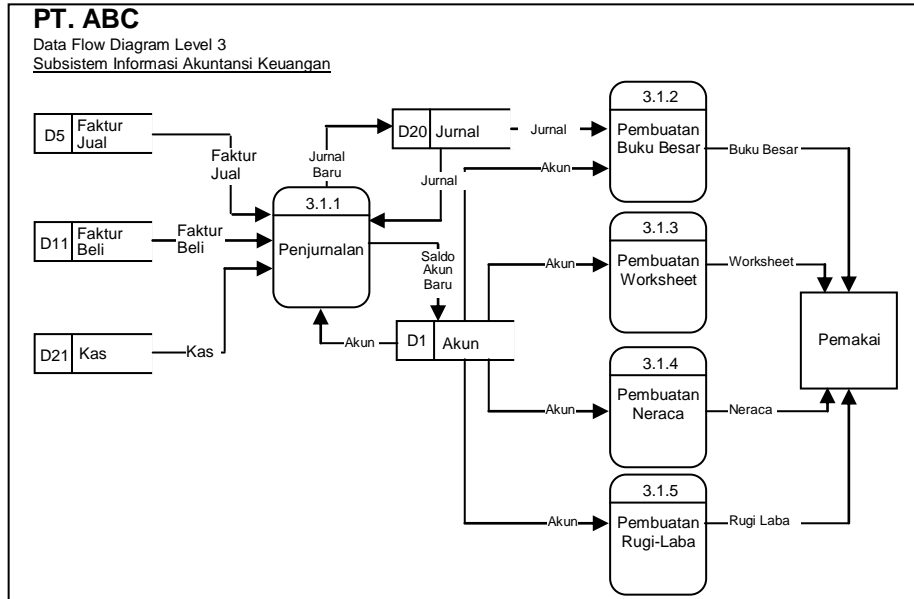 PT. ABC
Data Flow Diagram Level 3
Subsistem Informasi Akuntansi Keuangan
D5
Faktur
Jual
Faktur
Jual
D11
Faktur
Beli
Faktur
Beli
D21
Kas
Kas
Jurnal
Baru
3.1.1
Penjurnalan
D20
Jurnal
Jurnal
Jurnal
Saldo
Akun
Baru
Akun
D1
Akun
Akun
3.1.2
Pembuatan
Buku Besar
Buku Besar
Akun
3.1.3
Pembuatan
Worksheet
Worksheet
Akun
3.1.4
Pembuatan
Neraca
Neraca
Akun
3.1.5
Pembuatan
Rugi-Laba
Rugi Laba
Pemakai